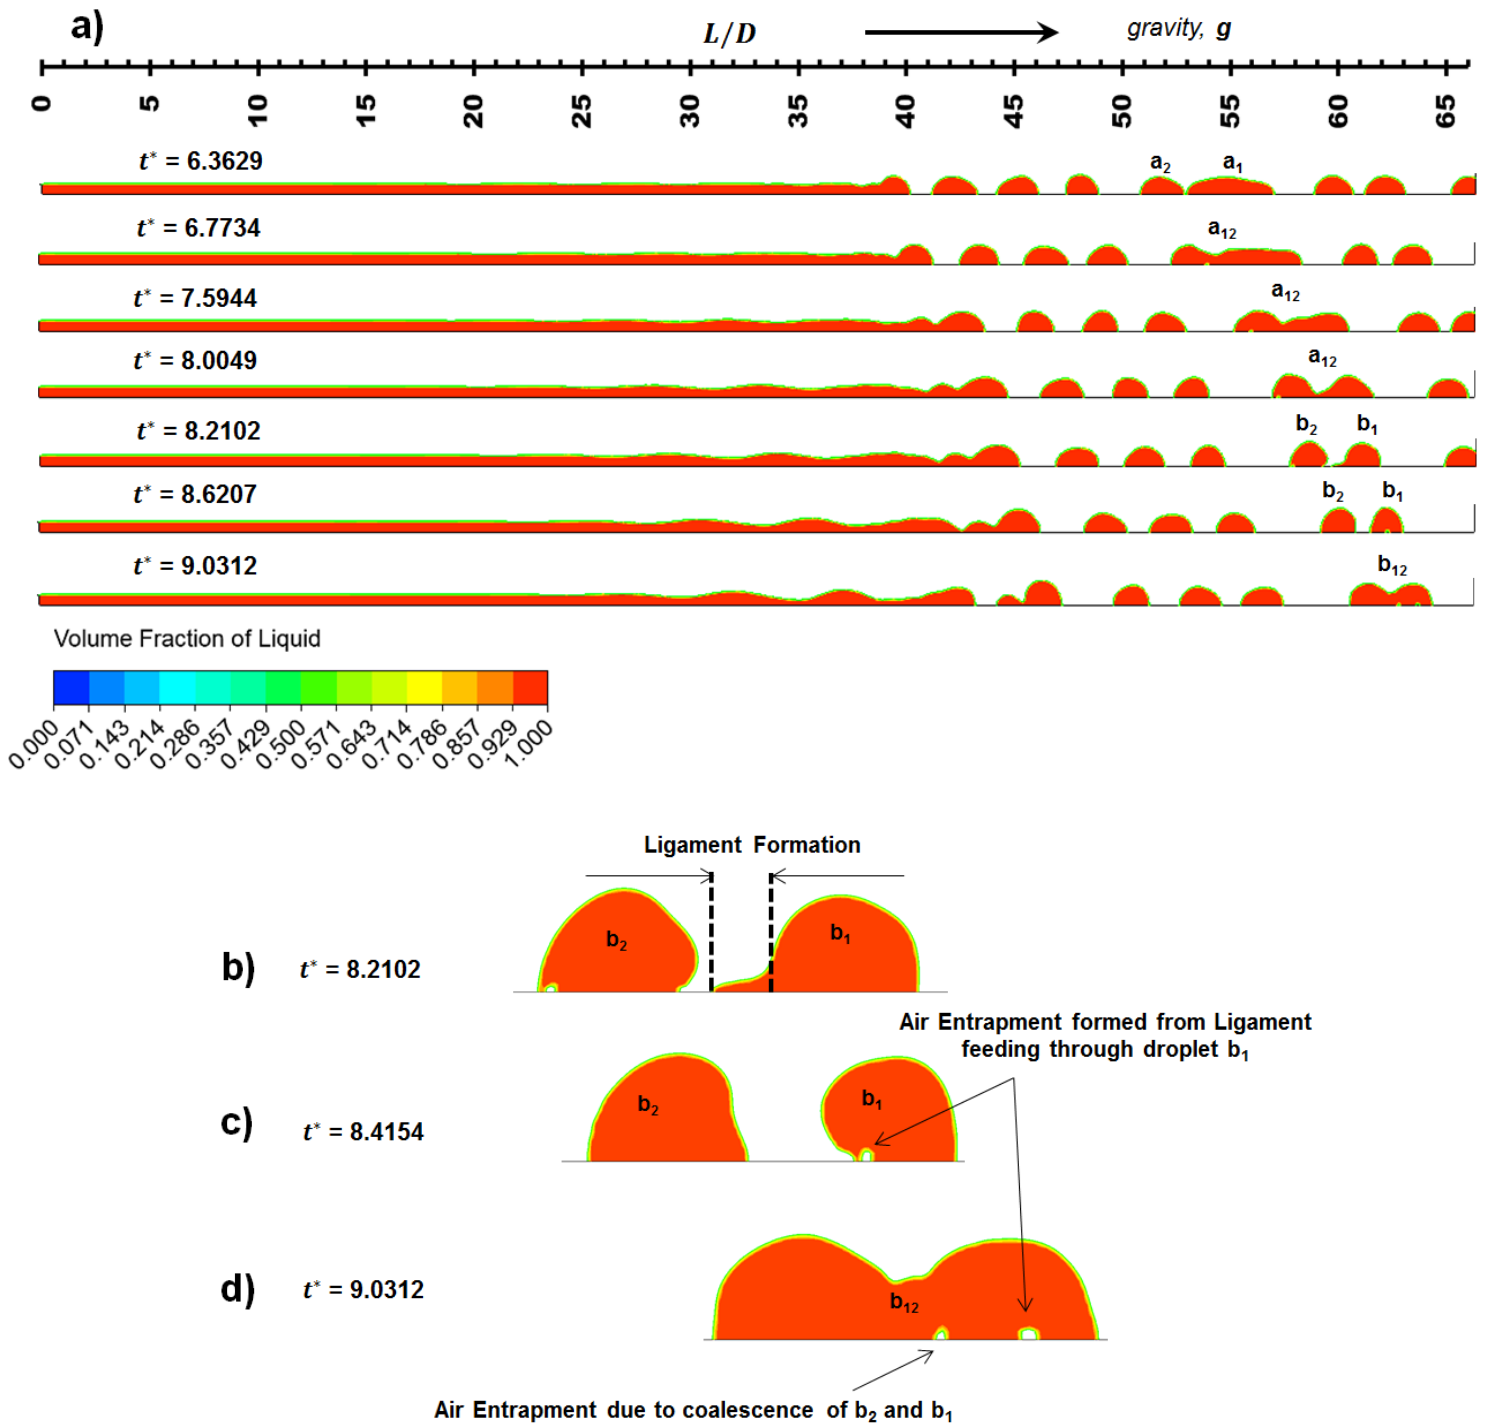 a)
L/D
gravity, g
0 5 10 15 20 25 30 35 40 45 50 55 60 65
t* = 6.3629
a2 a1
t* = 6.7734
a12
t* = 7.5944
a12
t* = 8.0049
a12
t* = 8.2102
b2 b1
t* = 8.6207
b2 b1
t* = 9.0312
b12
Volume Fraction of Liquid
0.000 0.071 0.143 0.214 0.286 0.357 0.429 0.500 0.571 0.643 0.714 0.786 0.857 0.929 1.000
Ligament Formation
b2 b1
b) t* = 8.2102
Air Entrapment formed from Ligament
feeding through droplet b1
b2 b1
c) t* = 8.4154
d) t* = 9.0312
b12
Air Entrapment due to coalescence of b2 and b1